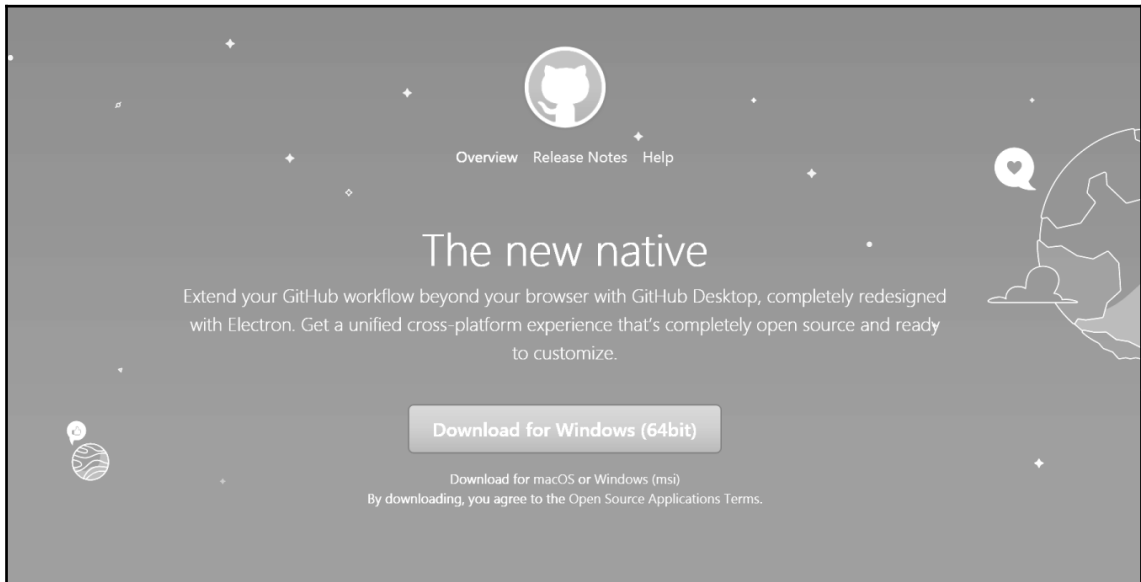 Overview Release Notes Help
The new native
Extend your GitHub workflow beyond your browser with GitHub Desktop, completely redesigned
with Electron. Get a unified cross-platform experience that's completely open source and ready
to customize.
Download for Windows (64bit)
Download for macOS or Windows (msi)
By downloading, you agree to the Open Source Applications Terms.